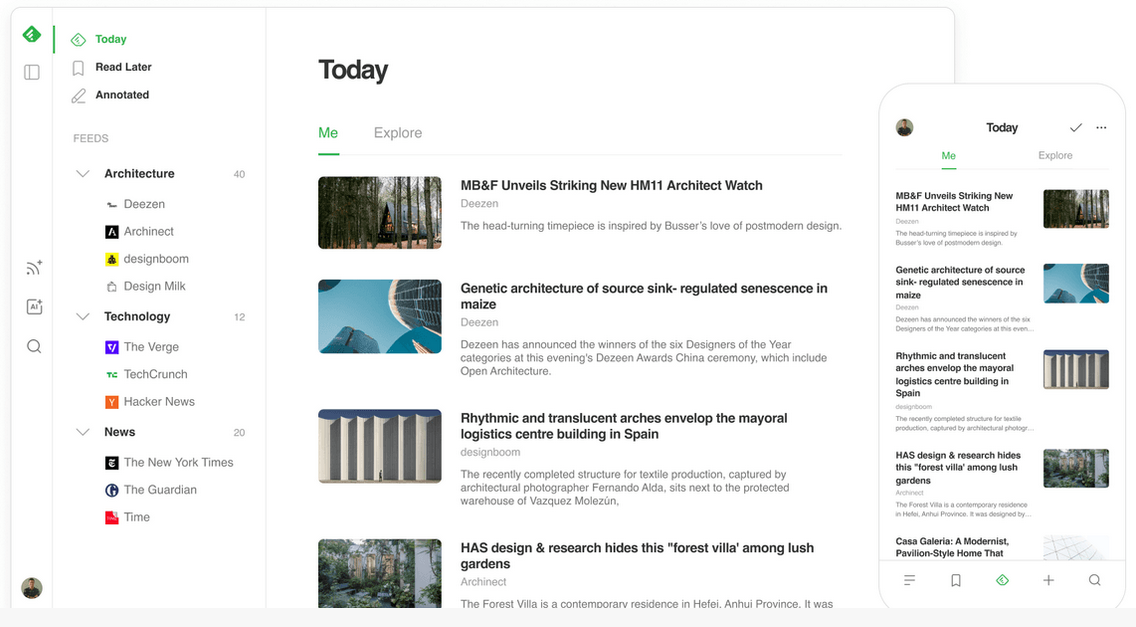 Today
Read Later
Annotated
FEEDS
Architecture 40
Deezen
Archinect
designboom
Design Milk
Technology 12
The Verge
TechCrunch
Hacker News
News 20
The New York Times
The Guardian
Time
AI
Today
Me Explore
MB&F Unveils Striking New HM11 Architect Watch
Deezen
The head-turning timepiece is inspired by Busser's love of postmodern design.
Genetic architecture of source sink- regulated senescence in
maize
Deezen
Dezeen has announced the winners of the six Designers of the Year
categories at this evening's Dezeen Awards China ceremony, which include
Open Architecture.
Rhythmic and translucent arches envelop the mayoral
logistics centre building in Spain
designboom
The recently completed structure for textile production, captured by
architectural photographer Fernando Alda, sits next to the protected
warehouse of Vazquez Molezún,
HAS design & research hides this "forest villa' among lush
gardens
Archinect
The Forest Villa is a contemporary residence in Hefei, Anhui Province. It was
Today
Me Explore
MB&F Unveils Striking New
HM11 Architect Watch
Deezen
The head-turning timepiece is inspired by
Busser's love of postmodern design.
Genetic architecture of source
sink- regulated senescence in
maize
Deezen
Dezeen has announced the winners of the six
Designers of the Year categories at this even...
Rhythmic and translucent
arches envelop the mayoral
logistics centre building in
Spain
designboom
The recently completed structure for textile
production, captured by architectural photogr...
HAS design & research hides
this "forest villa' among lush
gardens
Archinect
The Forest Villa is a contemporary residence
in Hefei, Anhui Province. It was designed by...
Casa Galeria: A Modernist,
Pavilion-Style Home That